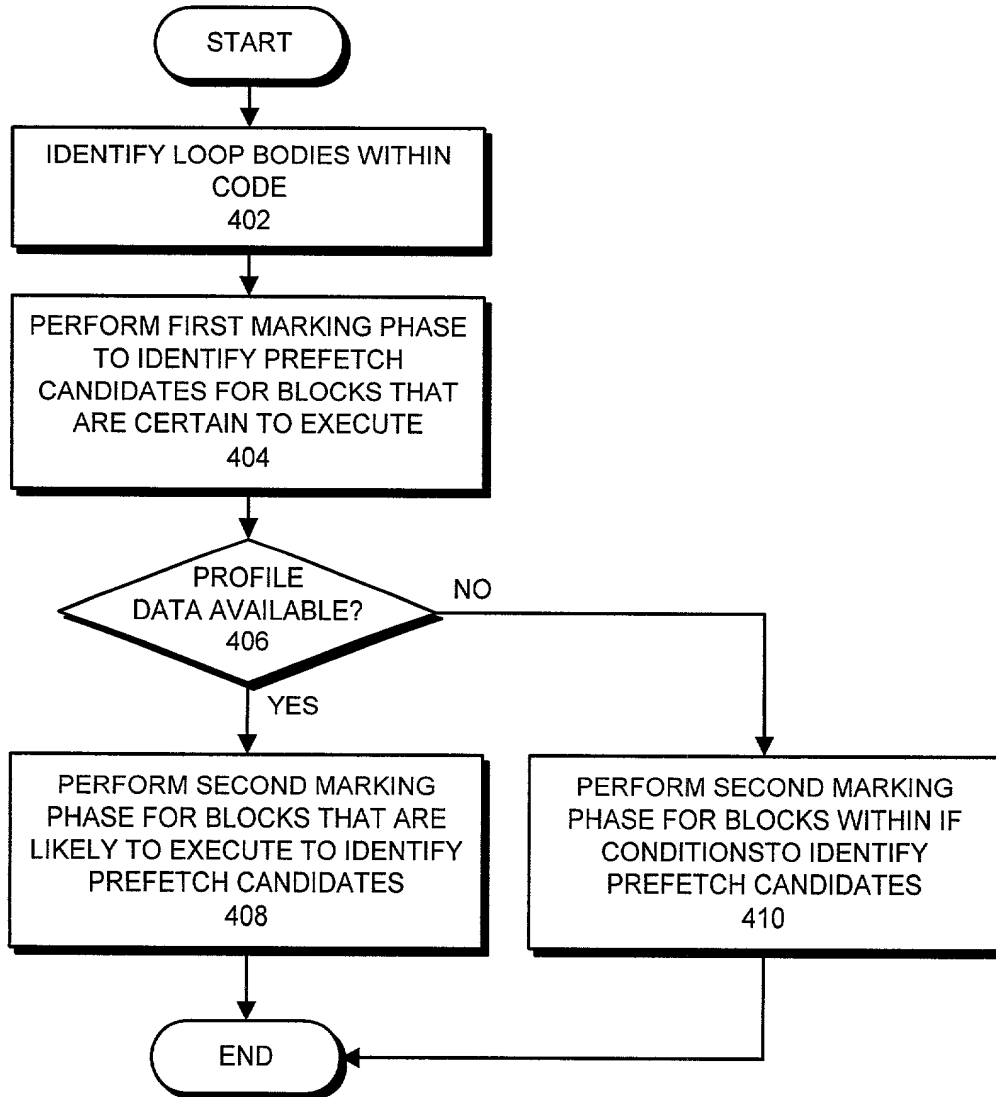 START
IDENTIFY LOOP BODIES WITHIN
CODE
402
PERFORM FIRST MARKING PHASE
TO IDENTIFY PREFETCH
CANDIDATES FOR BLOCKS THAT
ARE CERTAIN TO EXECUTE
404
PROFILE
DATA AVAILABLE?
406
NO
YES
PERFORM SECOND MARKING
PHASE FOR BLOCKS THAT ARE
LIKELY TO EXECUTE TO IDENTIFY
PREFETCH CANDIDATES
408
PERFORM SECOND MARKING
PHASE FOR BLOCKS WITHIN IF
CONDITIONSTO IDENTIFY
PREFETCH CANDIDATES
410
END